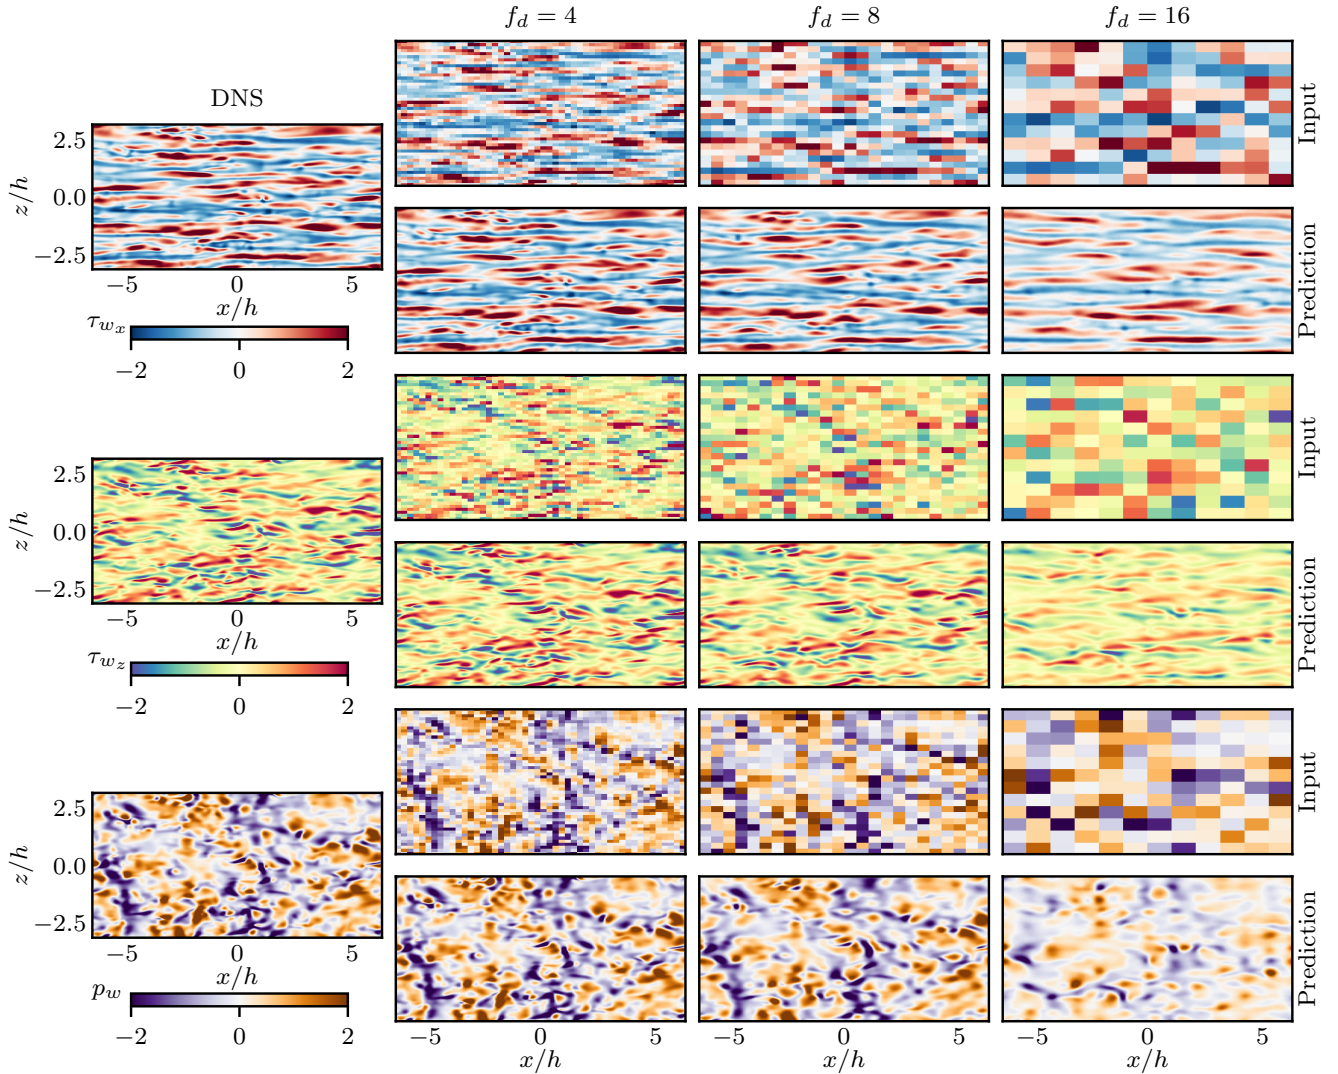 f_d = 4
f_d = 8
f_d = 16
DNS
Input
2.5
0.0
−2.5
z/h
−5
0
5
x/h
Prediction
τ_{w_x}
−2
0
2
Input
2.5
0.0
−2.5
z/h
−5
0
5
x/h
Prediction
τ_{w_z}
−2
0
2
Input
2.5
0.0
−2.5
z/h
−5
0
5
x/h
Prediction
p_w
−2
0
2
−5
0
5
x/h
−5
0
5
x/h
−5
0
5
x/h